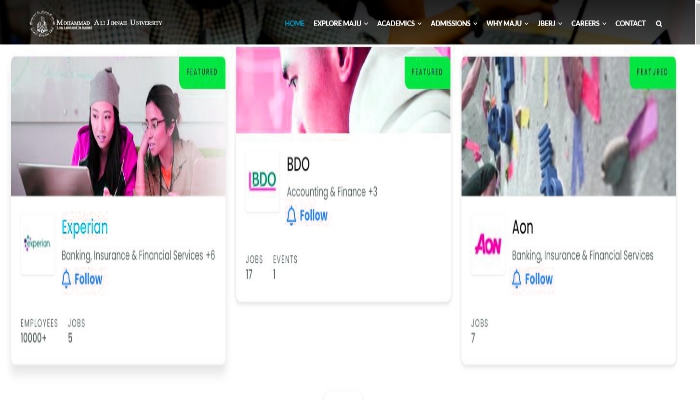 Mohammad Ali Jinnah University
HOME EXPLORE MAJU ACADEMICS ADMISSIONS WHY MAJU JBERJ CAREERS CONTACT
FEATURED
FEATURED
FEATURED
experian
Experian
Banking, Insurance & Financial Services +6
Follow
EMPLOYEES JOBS
10000+ 5
BDO
BDO
Accounting & Finance +3
Follow
JOBS EVENTS
17 1
AON
Aon
Banking, Insurance & Financial Services
Follow
JOBS
7